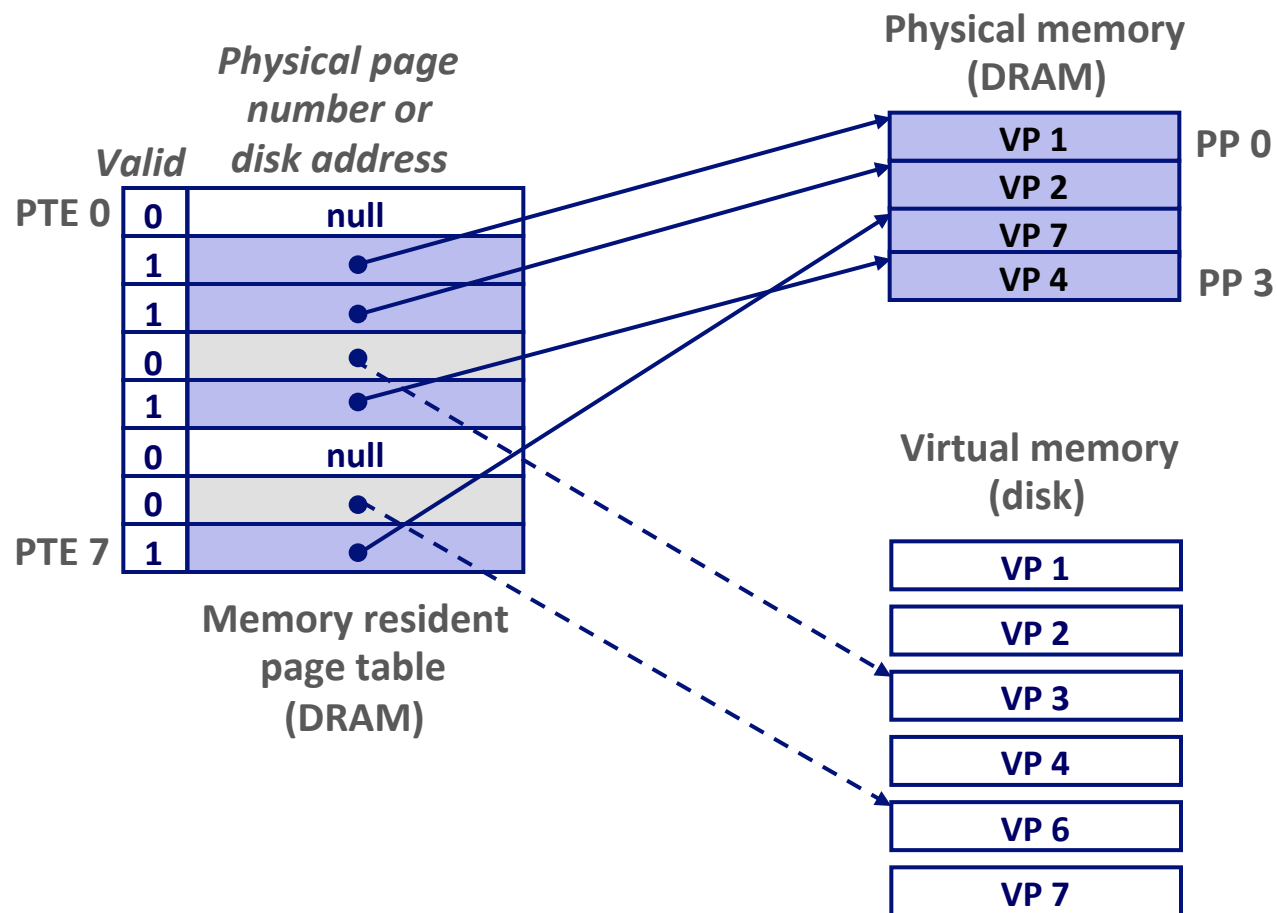 Physical memory
(DRAM)
Physical page
number or
disk address
Valid
VP 1
PP 0
VP 2
VP 7
VP 4
PP 3
PTE 0
0
null
1
1
0
1
0
null
0
PTE 7
1
Memory resident
page table
(DRAM)
Virtual memory
(disk)
VP 1
VP 2
VP 3
VP 4
VP 6
VP 7